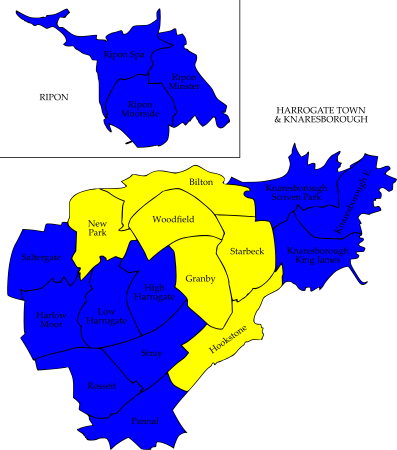 Ripon Spa
Ripon
Minster
Ripon
Moorside
RIPON
HARROGATE TOWN
& KNARESBOROUGH
Bilton
Knaresborough
Scriven Park
Knaresborough E.
Woodfield
New
Park
Starbeck
Knaresborough
King James
Saltergate
High
Harrogate
Granby
Low
Harrogate
Harlow
Moor
Hookstone
Stray
Rossett
Pannal